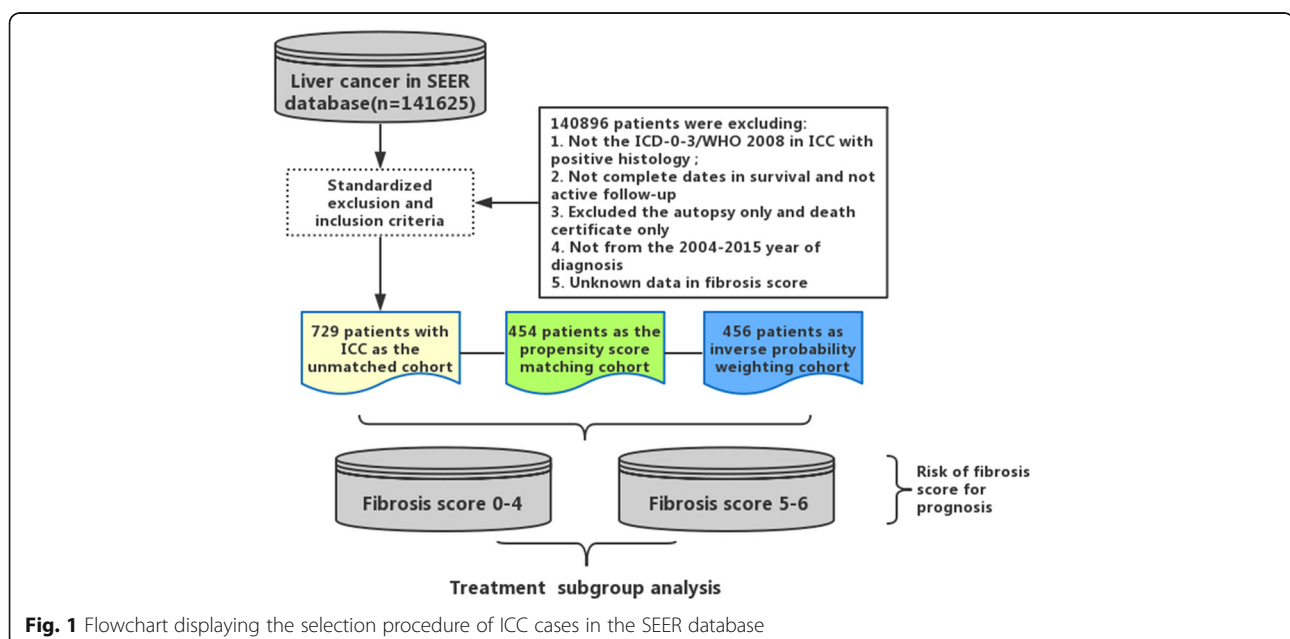 Liver cancer in SEER
database(n=141625)
140896 patients were excluding:
1. Not the ICD-0-3/WHO 2008 in ICC with
positive histology ;
2. Not complete dates in survival and not
active follow-up
3. Excluded the autopsy only and death
certificate only
4. Not from the 2004-2015 year of
diagnosis
5. Unknown data in fibrosis score
Standardized
exclusion and
inclusion criteria
729 patients with
ICC as the
unmatched cohort
454 patients as the
propensity score
matching cohort
456 patients as
inverse probability
weighting cohort
Fibrosis score 0-4
Fibrosis score 5-6
Risk of fibrosis
score for
prognosis
Treatment subgroup analysis
Fig. 1 Flowchart displaying the selection procedure of ICC cases in the SEER database